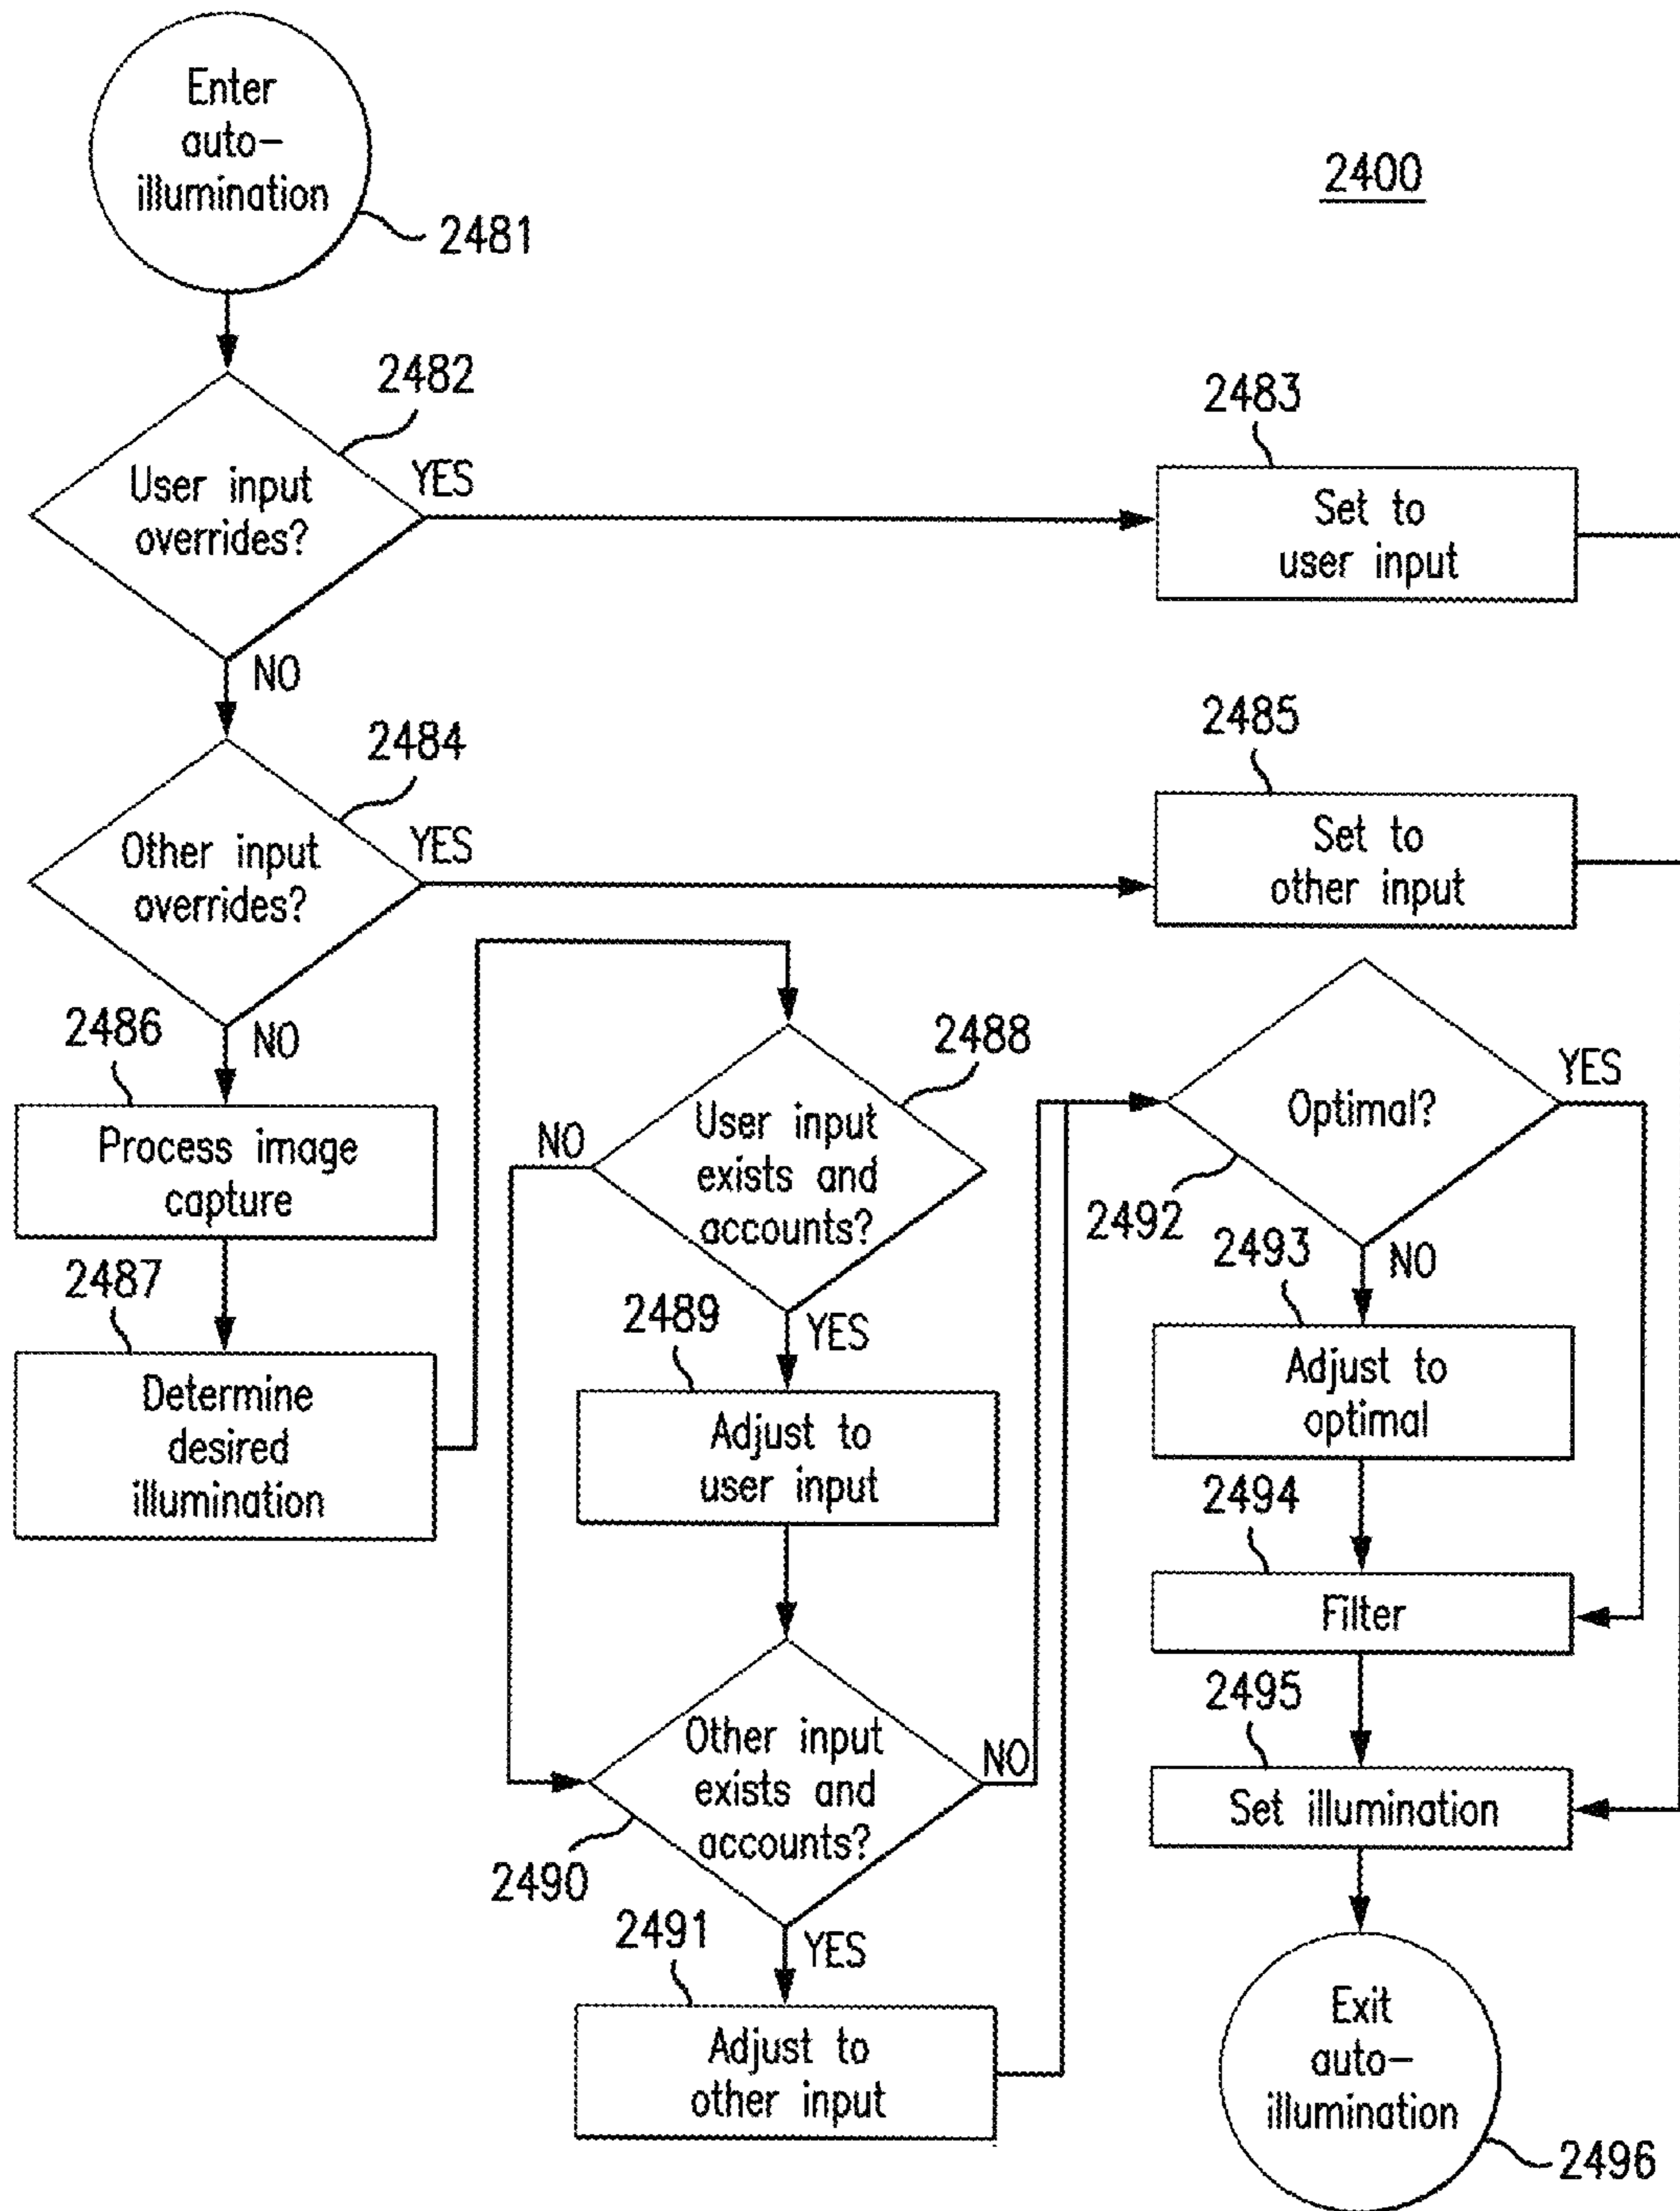 Enter
auto-
illumination
2481
2400
2482
User input
overrides?
YES
NO
2483
Set to
user input
2484
Other input
overrides?
YES
NO
2485
Set to
other input
2486
Process image
capture
2487
Determine
desired
illumination
2488
User input
exists and
accounts?
NO
YES
2489
Adjust to
user input
2490
Other input
exists and
accounts?
NO
YES
2491
Adjust to
other input
2492
Optimal?
YES
NO
2493
Adjust to
optimal
2494
Filter
2495
Set illumination
Exit
auto-
illumination
2496